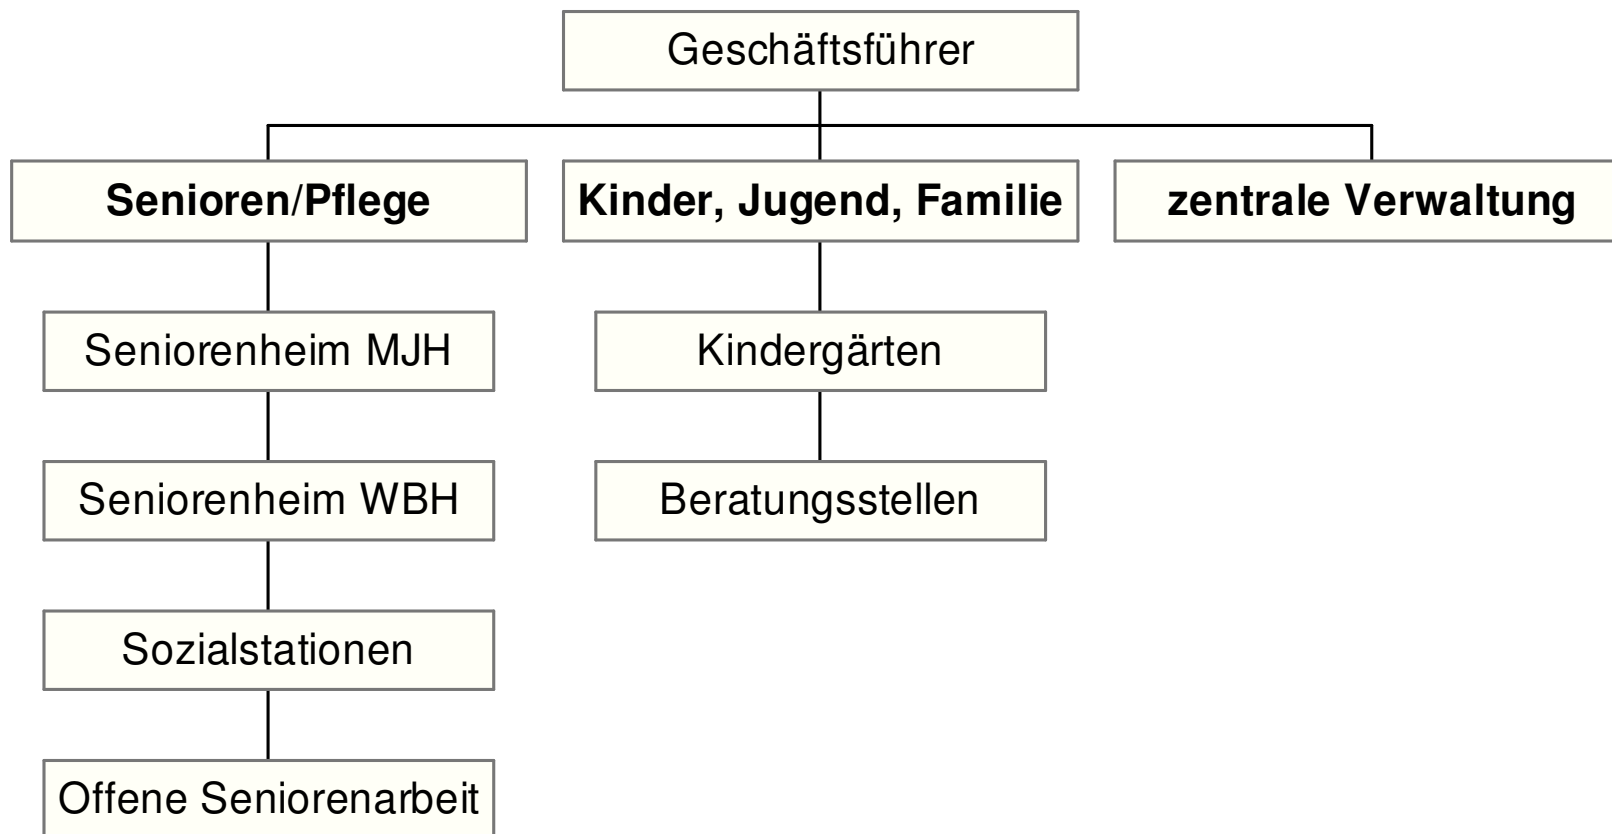 Geschäftsführer
Senioren/Pflege
Kinder, Jugend, Familie
zentrale Verwaltung
Seniorenheim MJH
Kindergärten
Seniorenheim WBH
Beratungsstellen
Sozialstationen
Offene Seniorenarbeit